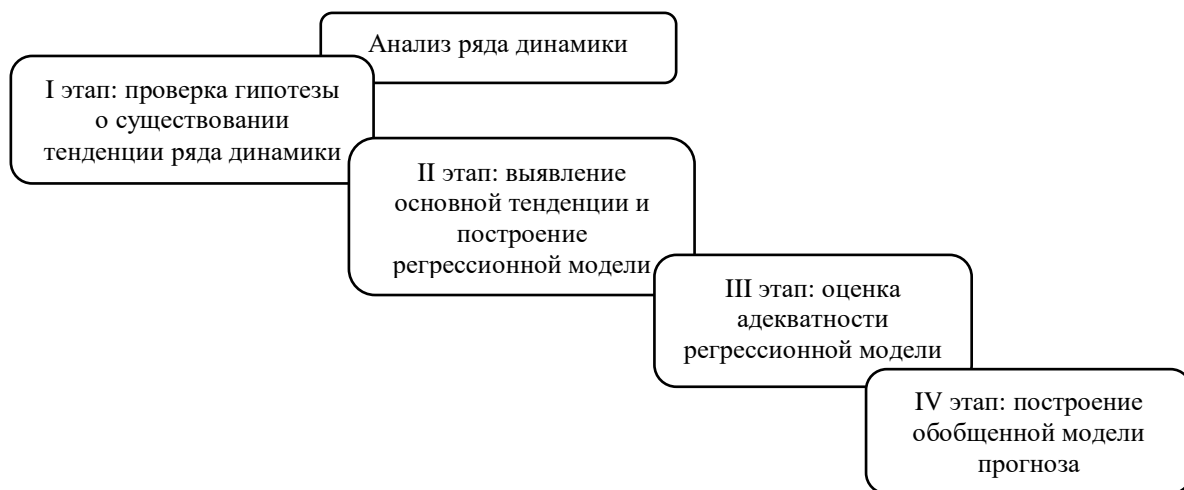 Анализ ряда динамики
I этап: проверка гипотезы
о существовании
тенденции ряда динамики
II этап: выявление
основной тенденции и
построение
регрессионной модели
III этап: оценка
адекватности
регрессионной модели
IV этап: построение
обобщенной модели
прогноза